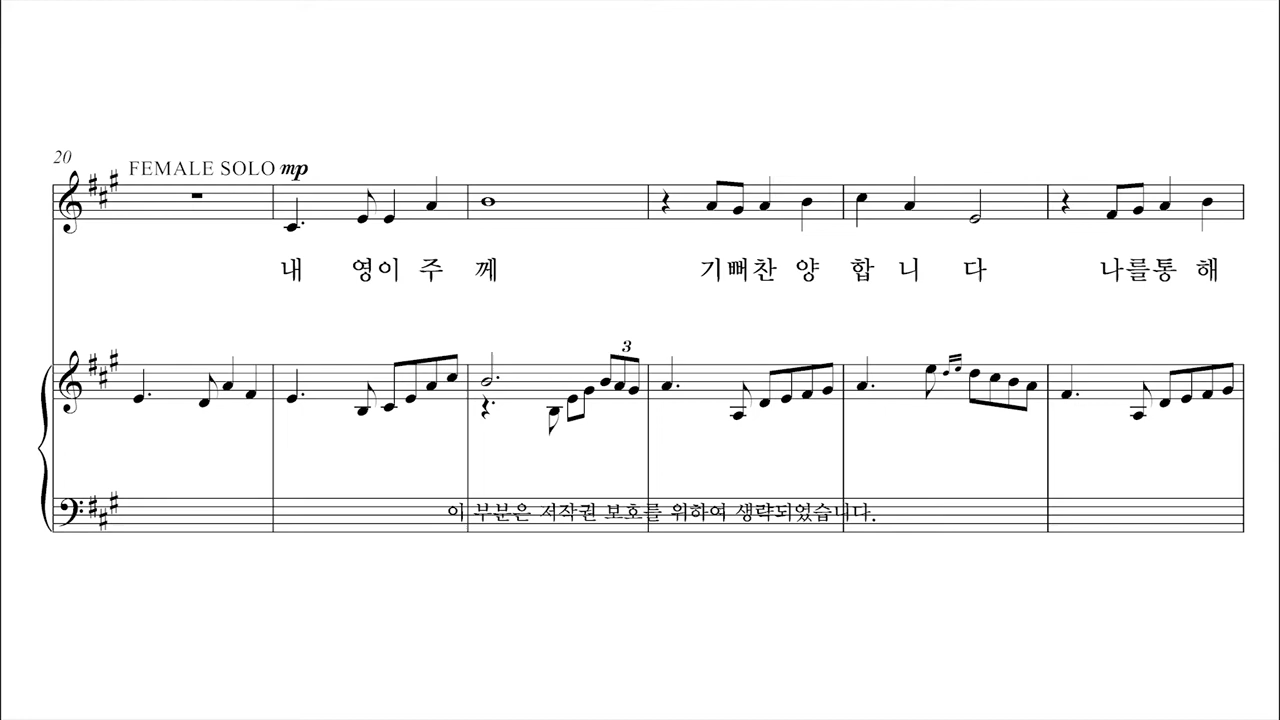 20
FEMALE SOLO mp
내 영이 주 께 기뻐찬 양 합 니 다 나를통 해
3
이 부분은 저작권 보호를 위하여 생략되었습니다.